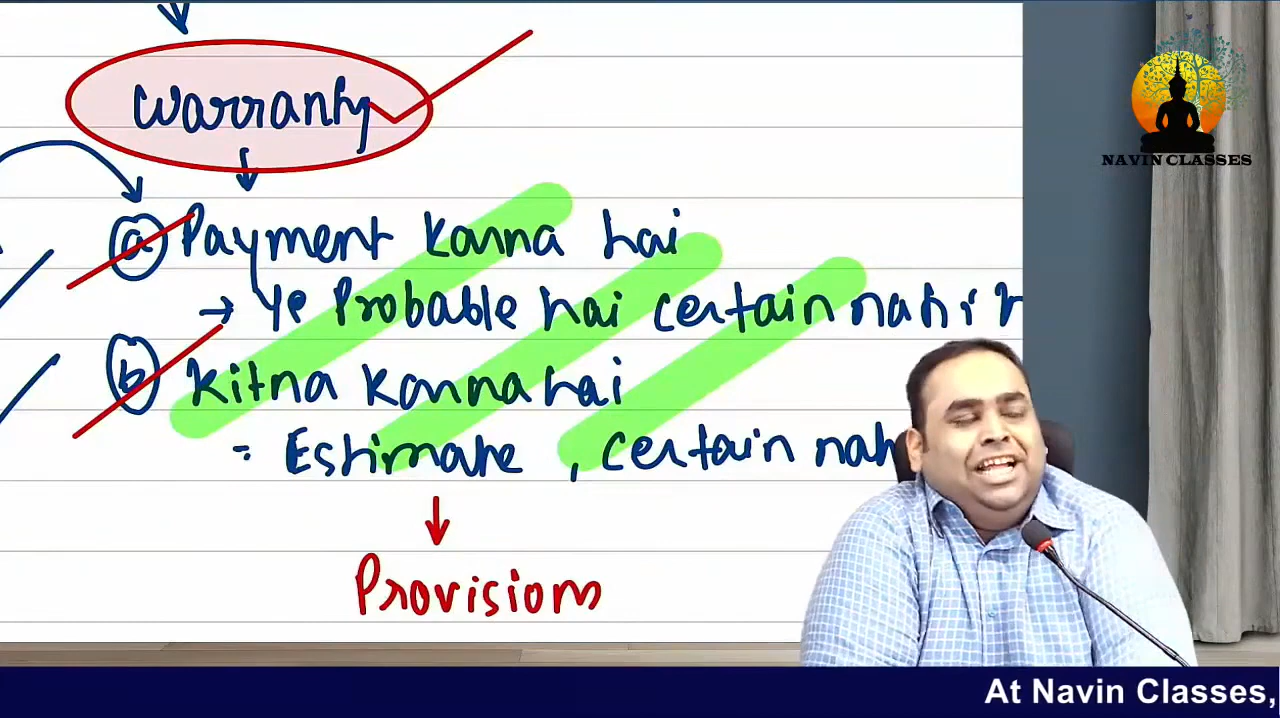 Warranty
NAVIN CLASSES
(a) Payment karna hai
→ Ye Probable hai certain nahi
(b) Kitna karna hai
= Estimate , certain nah
Provision
At Navin Classes,